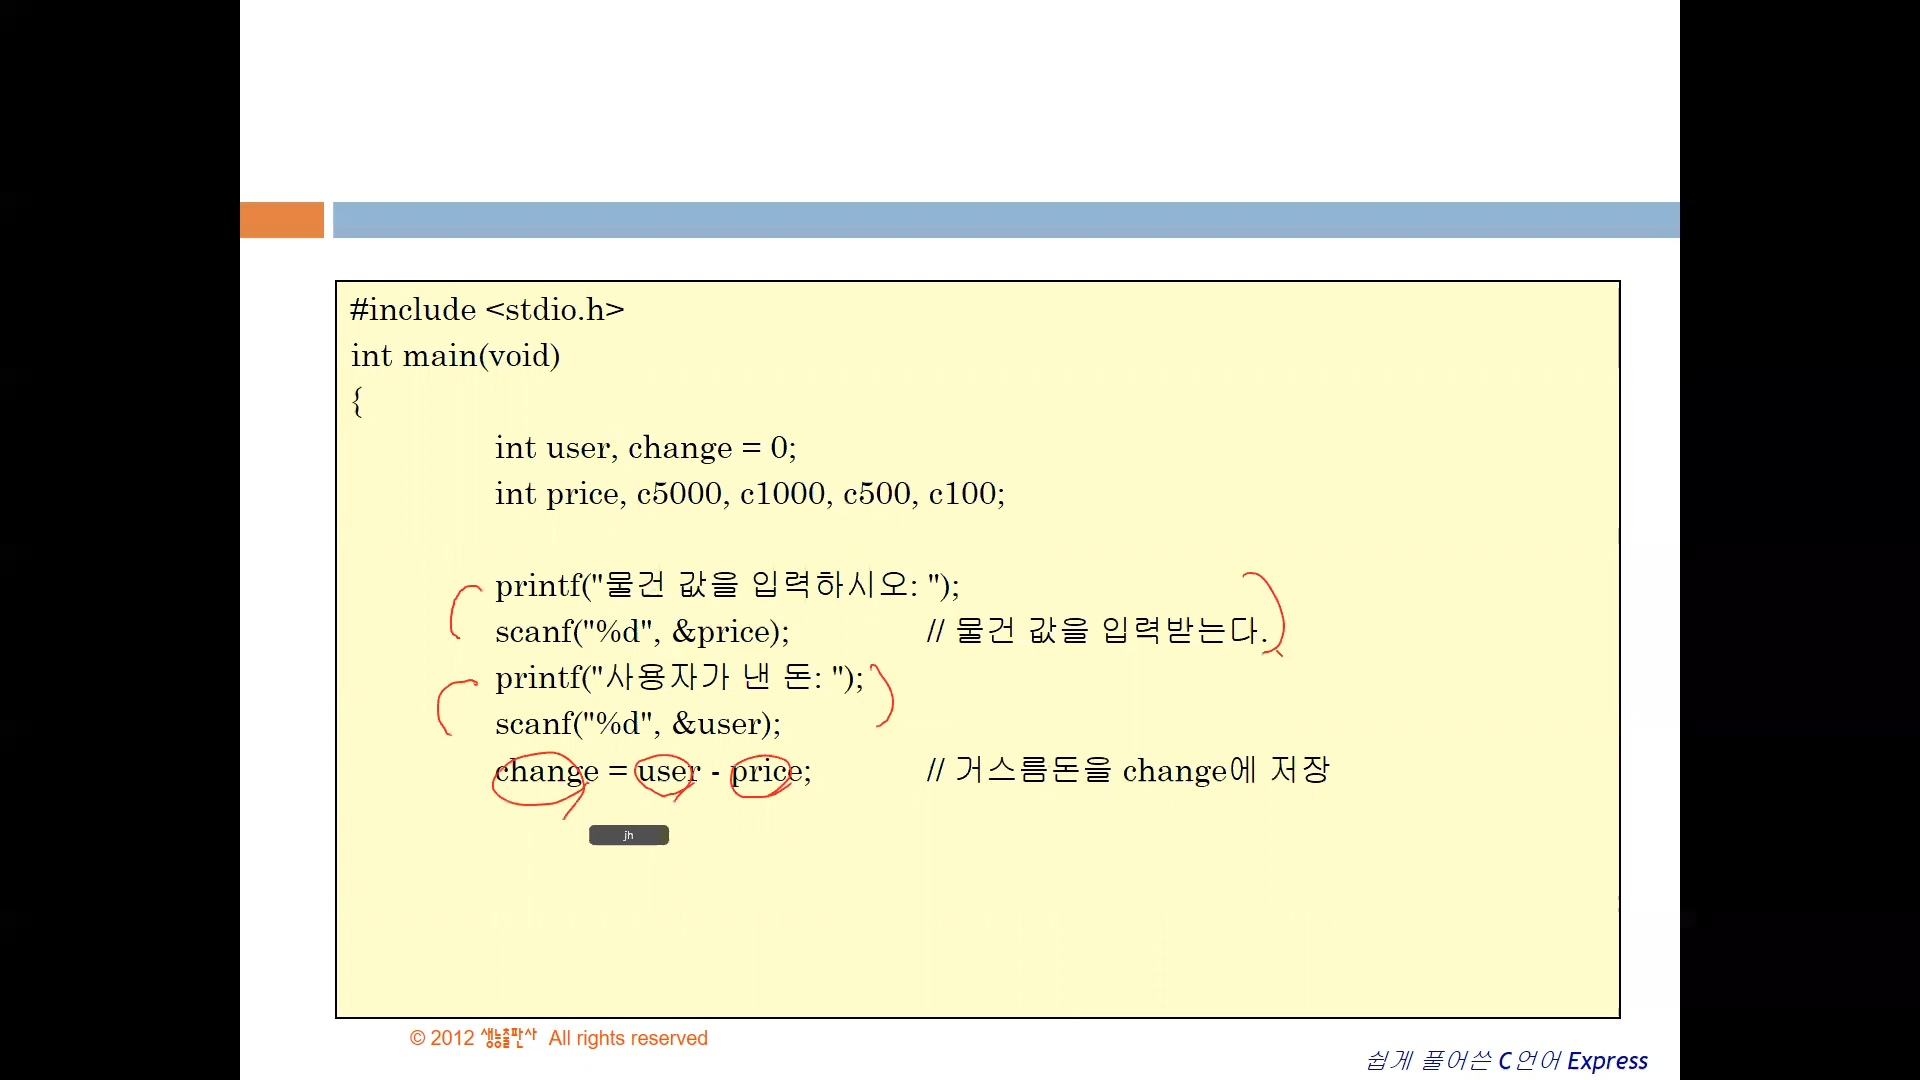 #include <stdio.h>
int main(void)
{
int user, change = 0;
int price, c5000, c1000, c500, c100;
printf("물건 값을 입력하시오: ");
scanf("%d", &price); // 물건 값을 입력받는다.
printf("사용자가 낸 돈: ");
scanf("%d", &user);
change = user - price; // 거스름돈을 change에 저장
jh
© 2012 생능출판사 All rights reserved
쉽게 풀어쓴 C언어 Express